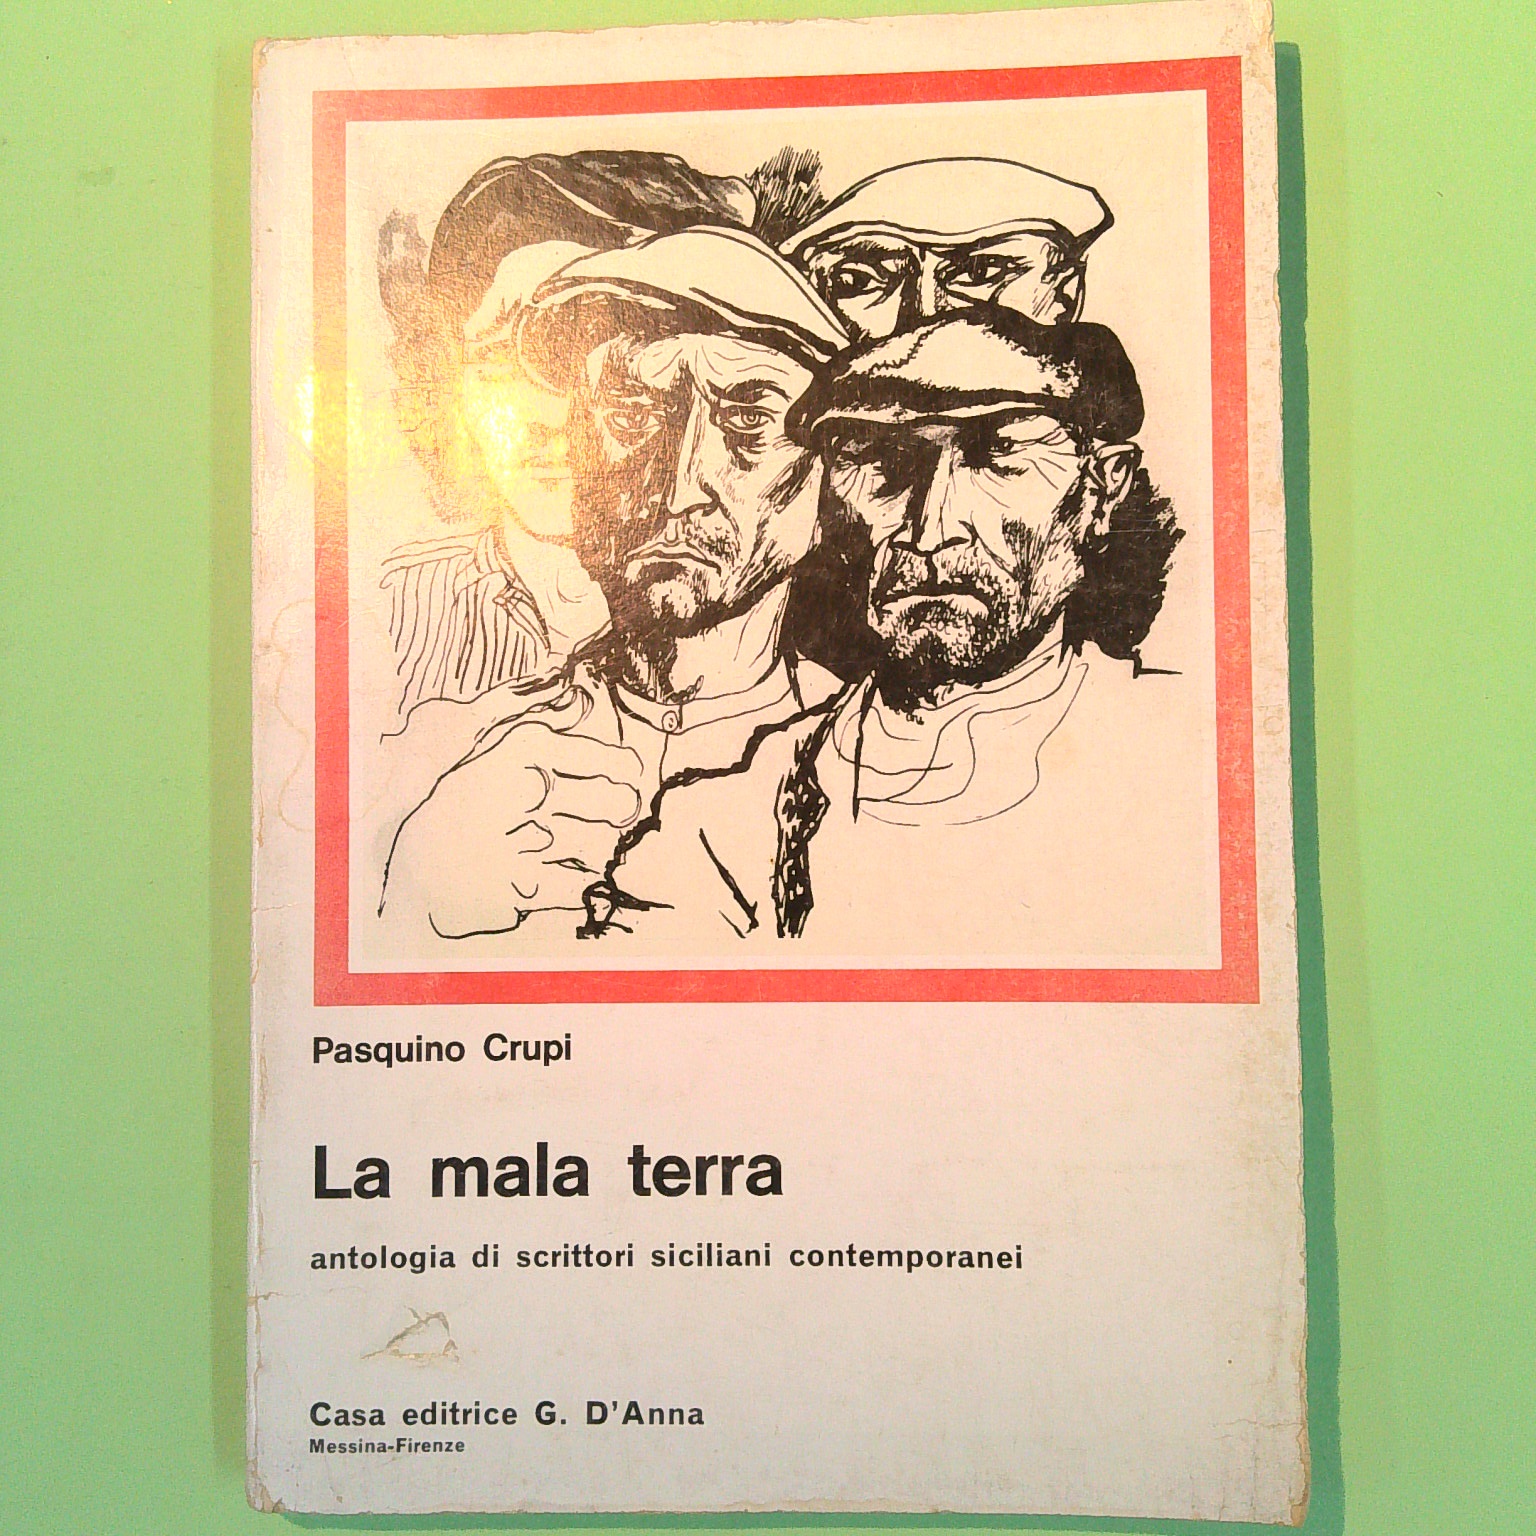 Pasquino Crupi
La mala terra
antologia di scrittori siciliani contemporanei
Casa editrice G. D'Anna
Messina-Firenze